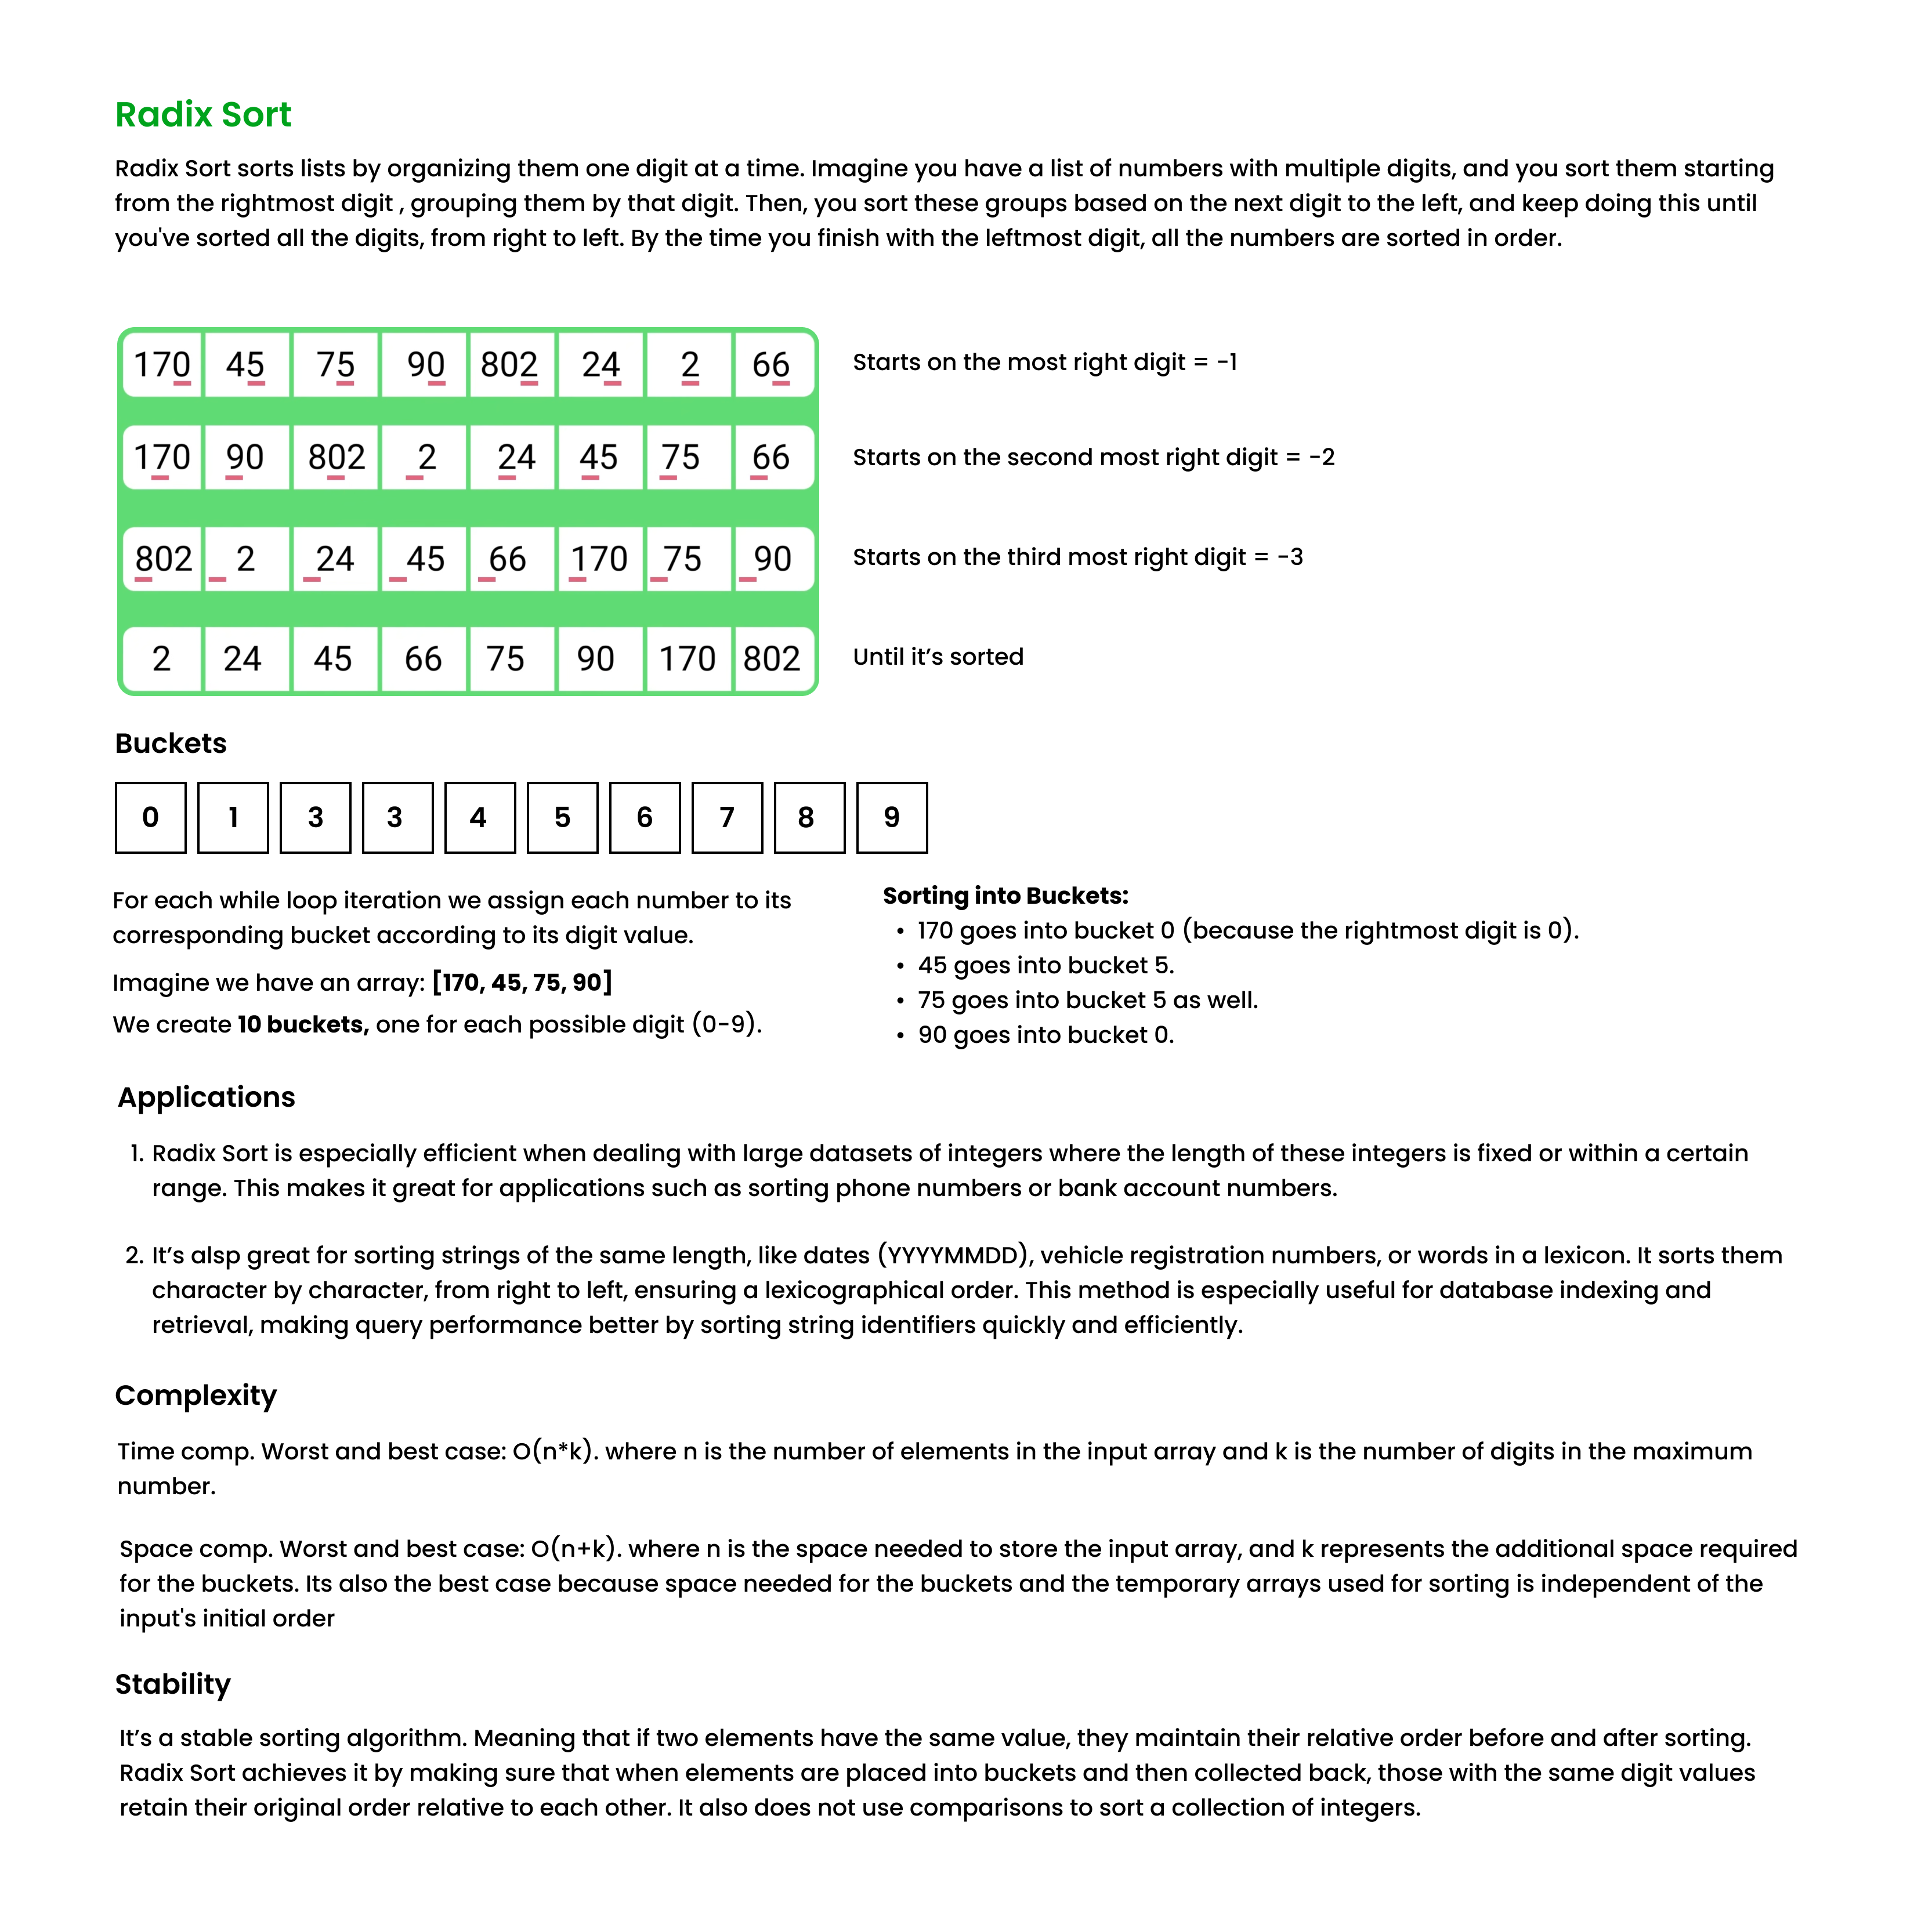 Radix Sort
Radix Sort sorts lists by organizing them one digit at a time. Imagine you have a list of numbers with multiple digits, and you sort them starting
from the rightmost digit , grouping them by that digit. Then, you sort these groups based on the next digit to the left, and keep doing this until
you've sorted all the digits, from right to left. By the time you finish with the leftmost digit, all the numbers are sorted in order.
170 45 75 90 802 24 2 66 Starts on the most right digit = -1
170 90 802 _2 24 45 75 66 Starts on the second most right digit = -2
802 _ 2 _24 _45 _66 170 _75 _90 Starts on the third most right digit = -3
2 24 45 66 75 90 170 802 Until it’s sorted
Buckets
0 1 3 3 4 5 6 7 8 9
For each while loop iteration we assign each number to its
corresponding bucket according to its digit value.
Imagine we have an array: [170, 45, 75, 90]
We create 10 buckets, one for each possible digit (0-9).
Sorting into Buckets:
• 170 goes into bucket 0 (because the rightmost digit is 0).
• 45 goes into bucket 5.
• 75 goes into bucket 5 as well.
• 90 goes into bucket 0.
Applications
1. Radix Sort is especially efficient when dealing with large datasets of integers where the length of these integers is fixed or within a certain
range. This makes it great for applications such as sorting phone numbers or bank account numbers.
2. It’s alsp great for sorting strings of the same length, like dates (YYYYMMDD), vehicle registration numbers, or words in a lexicon. It sorts them
character by character, from right to left, ensuring a lexicographical order. This method is especially useful for database indexing and
retrieval, making query performance better by sorting string identifiers quickly and efficiently.
Complexity
Time comp. Worst and best case: O(n*k). where n is the number of elements in the input array and k is the number of digits in the maximum
number.
Space comp. Worst and best case: O(n+k). where n is the space needed to store the input array, and k represents the additional space required
for the buckets. Its also the best case because space needed for the buckets and the temporary arrays used for sorting is independent of the
input's initial order
Stability
It’s a stable sorting algorithm. Meaning that if two elements have the same value, they maintain their relative order before and after sorting.
Radix Sort achieves it by making sure that when elements are placed into buckets and then collected back, those with the same digit values
retain their original order relative to each other. It also does not use comparisons to sort a collection of integers.